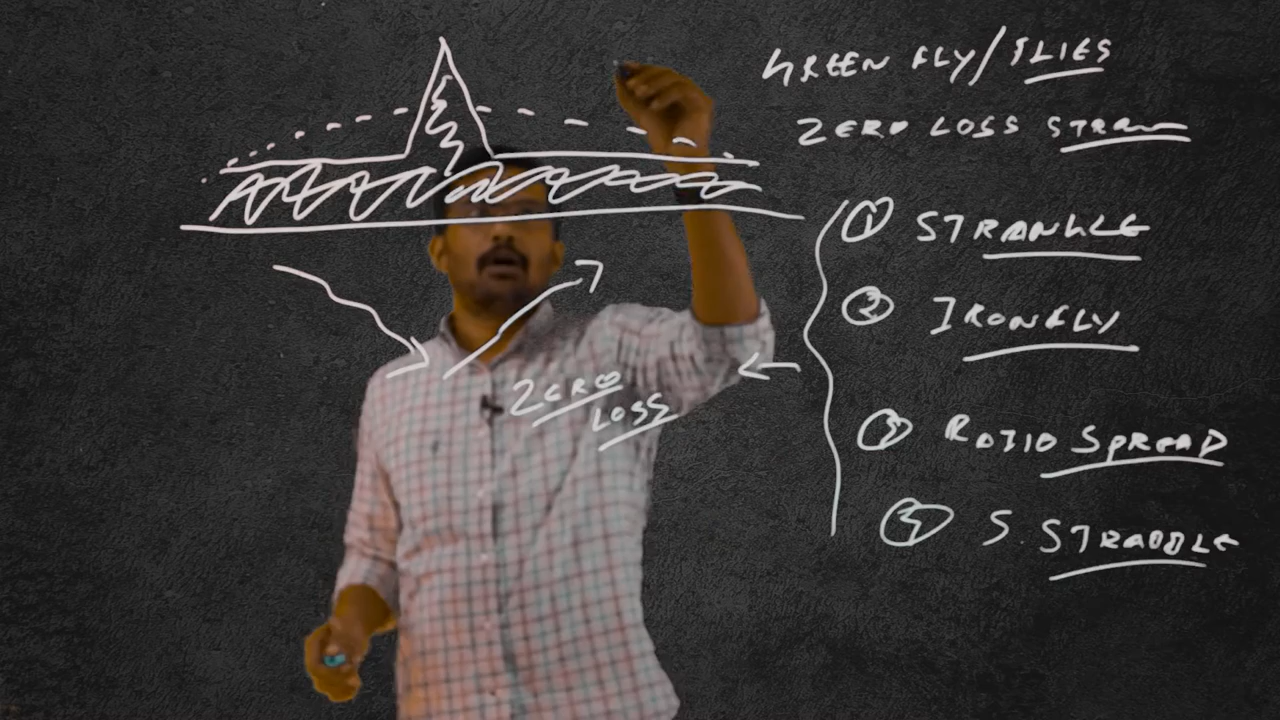 GREEN FLY/FLIES
ZERO LOSS STRAT
① STRANGLE
② IRONFLY
③ RATIO SPREAD
④ S. STRADDLE
ZERO
LOSS